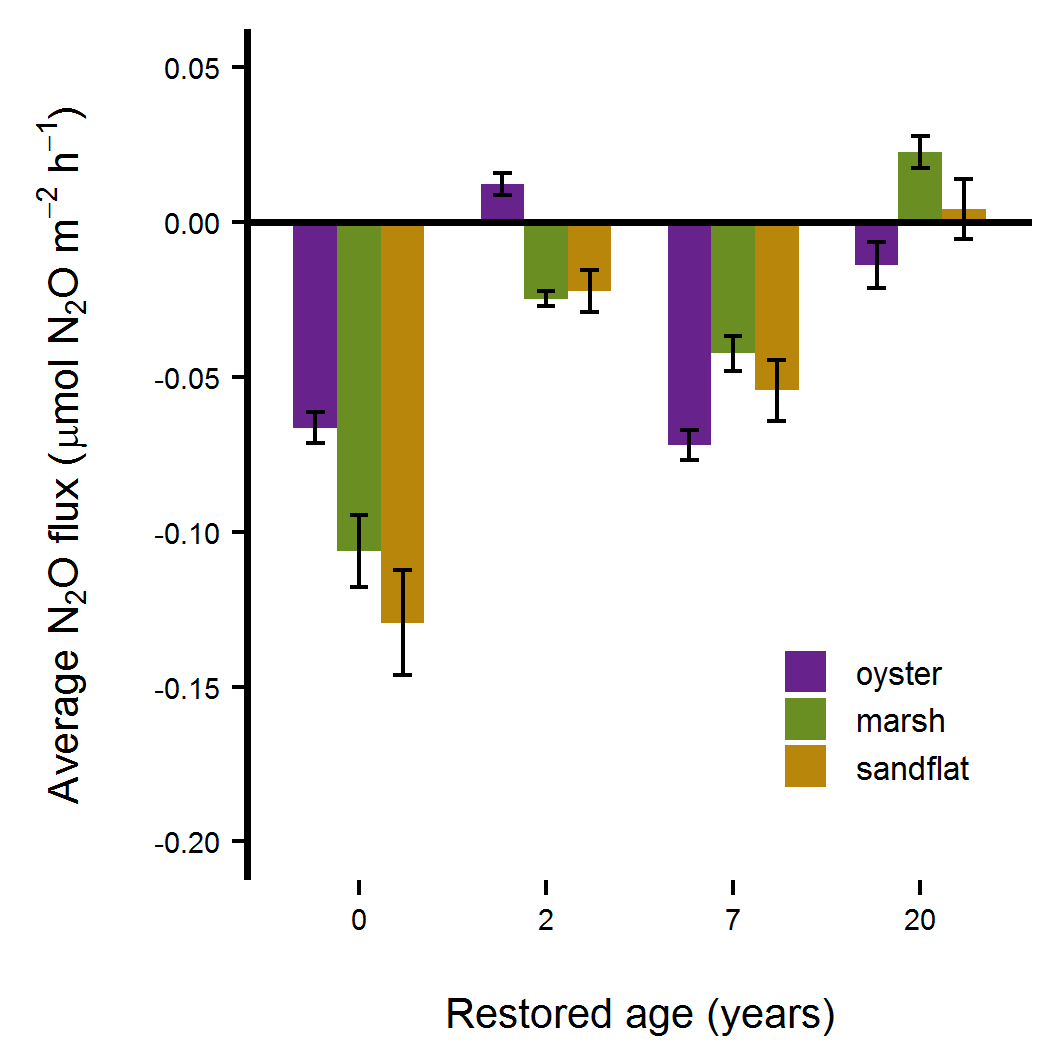 Average N₂O flux (μmol N₂O m⁻² h⁻¹)
0.05
0.00
-0.05
-0.10
-0.15
-0.20
oyster
marsh
sandflat
0 2 7 20
Restored age (years)